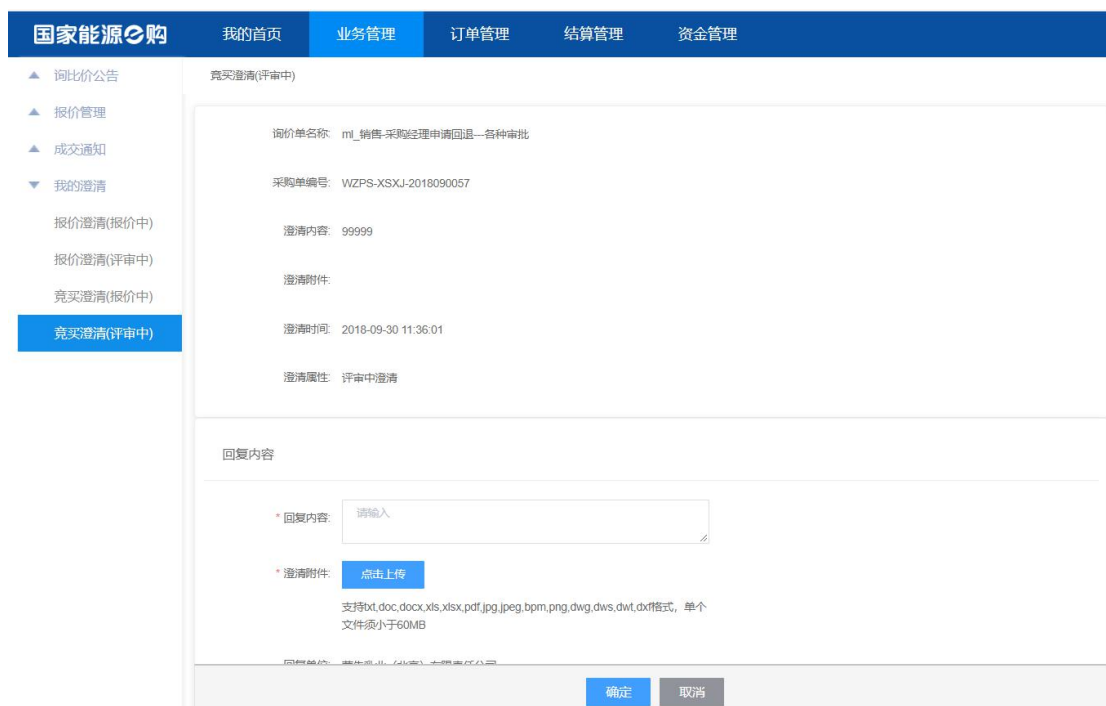 国家能源e购 我的首页 业务管理 订单管理 结算管理 资金管理
询比价公告
报价管理
成交通知
我的澄清
报价澄清(报价中)
报价澄清(评审中)
竞买澄清(报价中)
竞买澄清(评审中)
竞买澄清(评审中)
询价单名称: ml_销售-采购经理申请回退---各种审批
采购单编号: WZPS-XSXJ-2018090057
澄清内容: 99999
澄清附件:
澄清时间: 2018-09-30 11:36:01
澄清属性: 评审中澄清
回复内容
* 回复内容: 请输入
* 澄清附件: 点击上传
支持txt,doc,docx,xls,xlsx,pdf,jpg,jpeg,bpm,png,dwg,dws,dwt,dxf格式，单个
文件须小于60MB
确定 取消